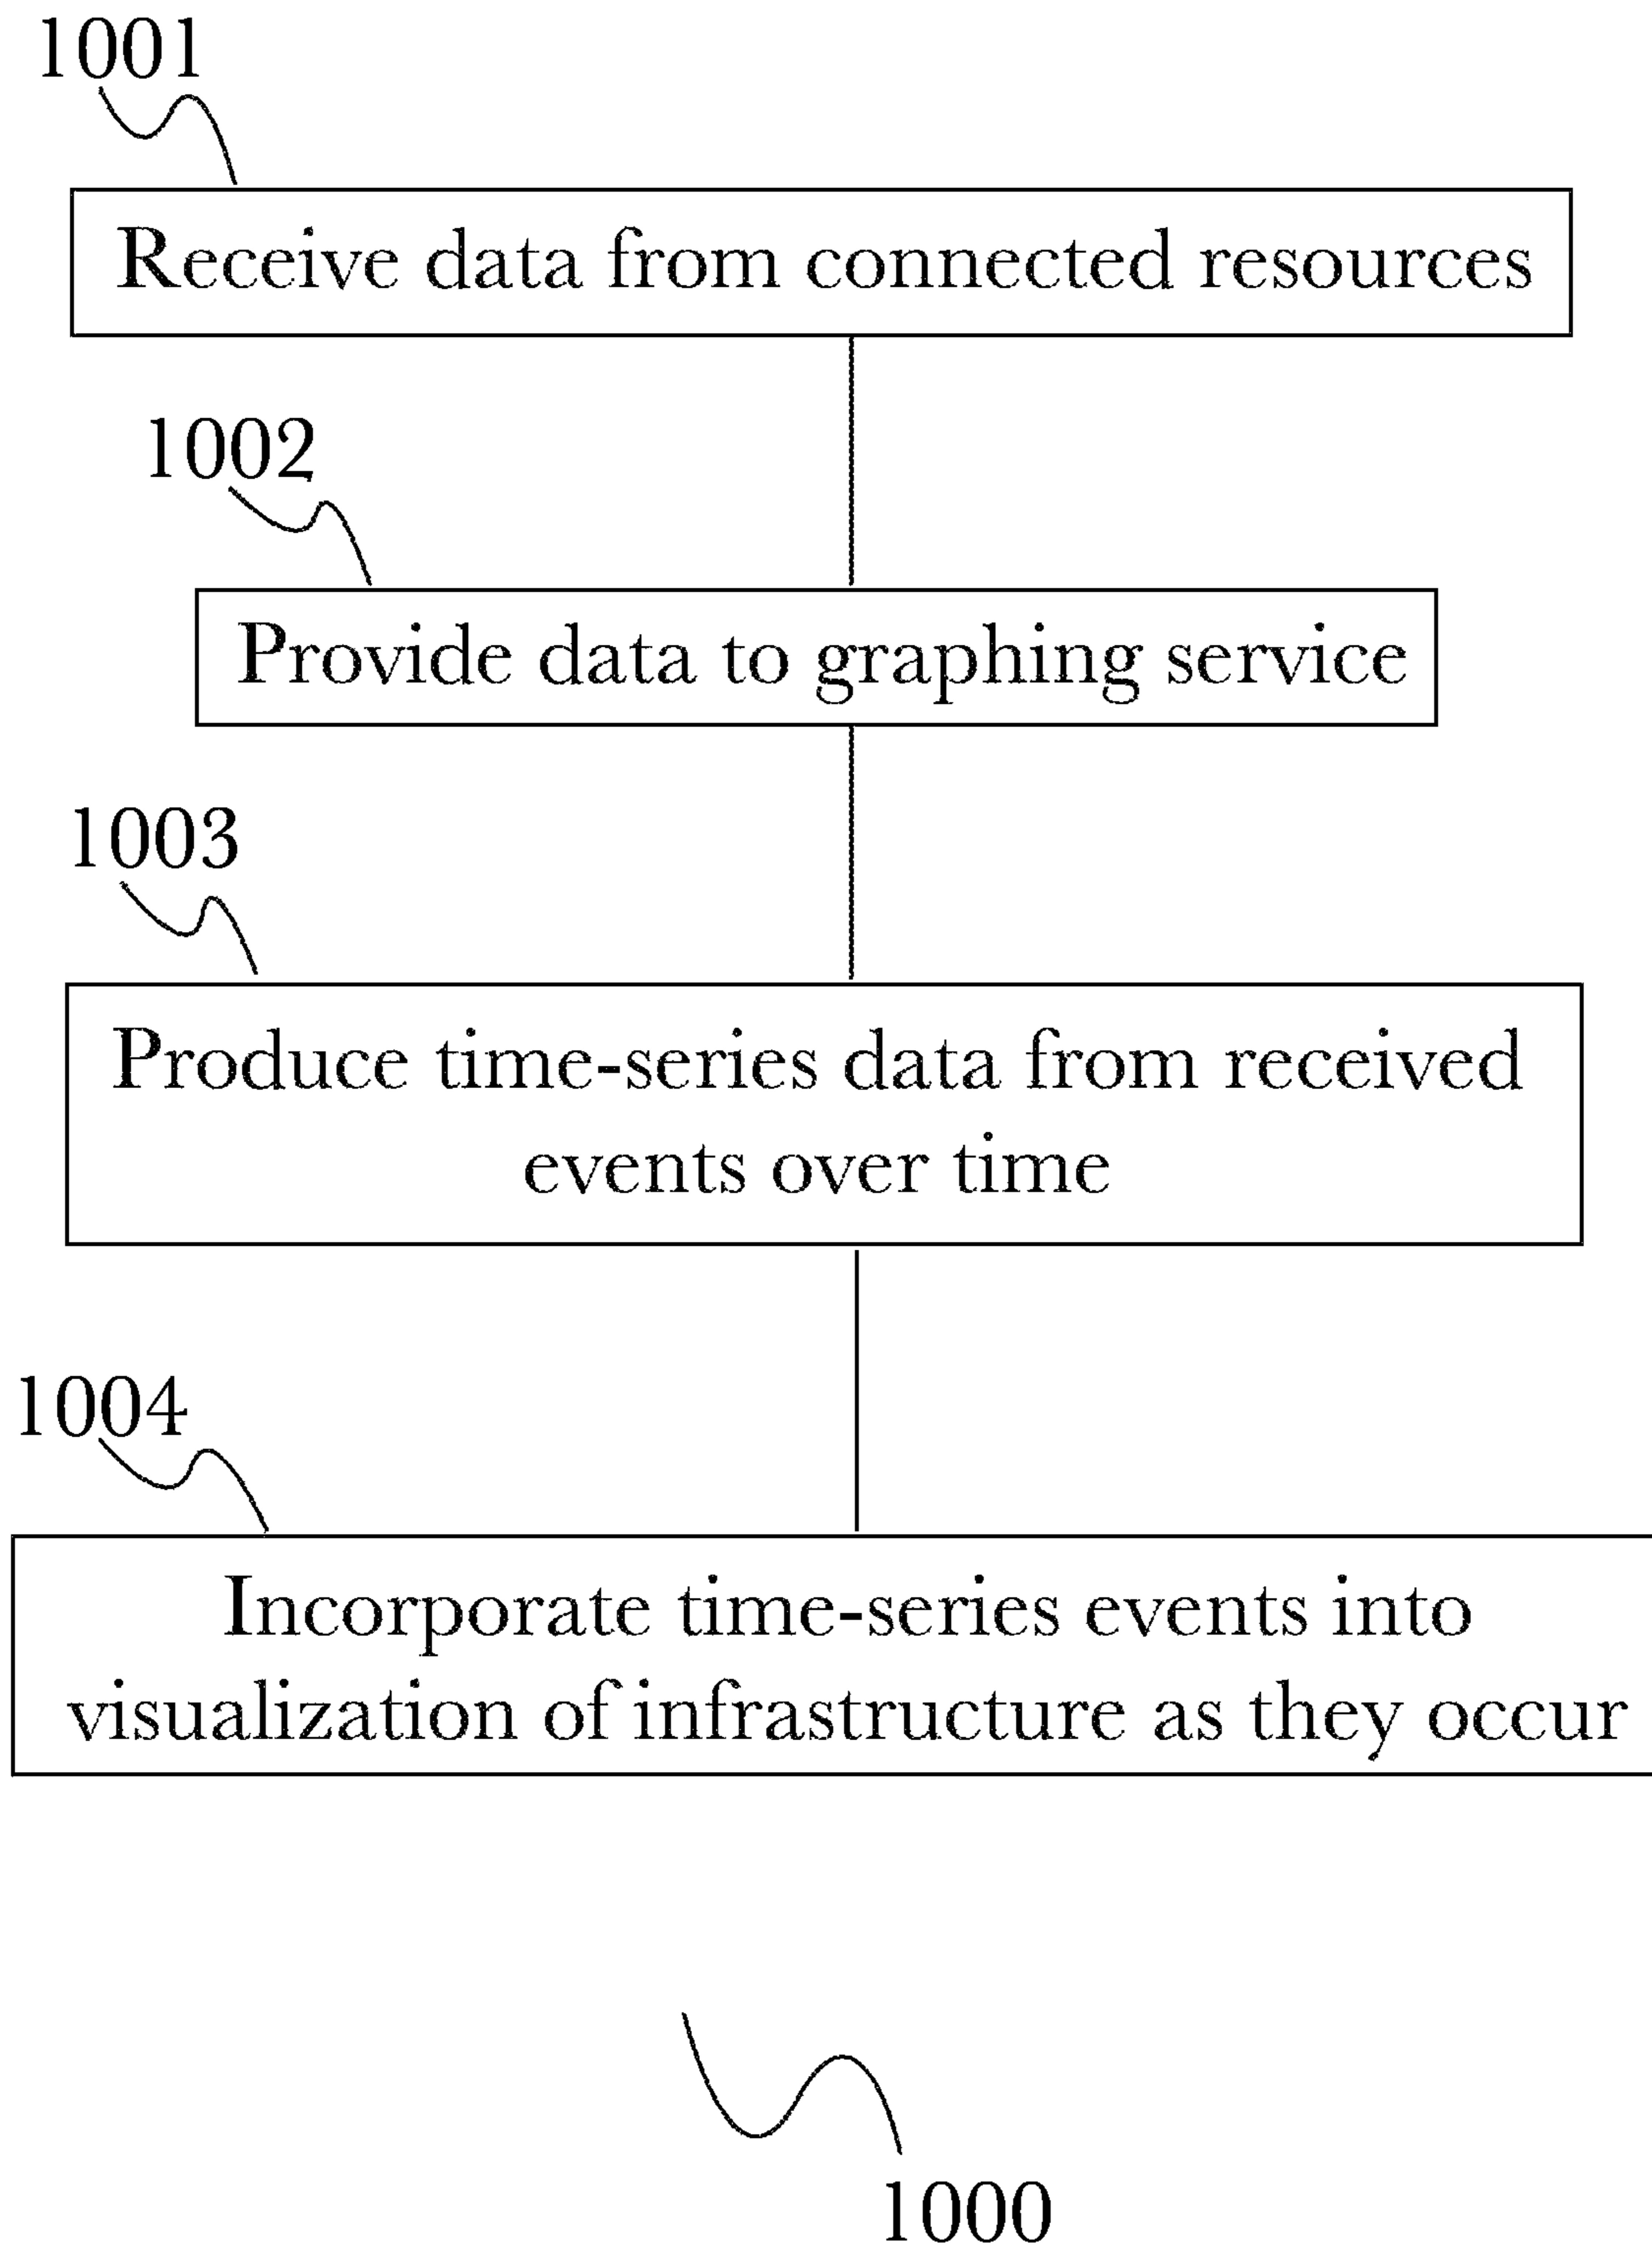 1001
Receive data from connected resources
1002
Provide data to graphing service
1003
Produce time-series data from received
events over time
1004
Incorporate time-series events into
visualization of infrastructure as they occur
1000